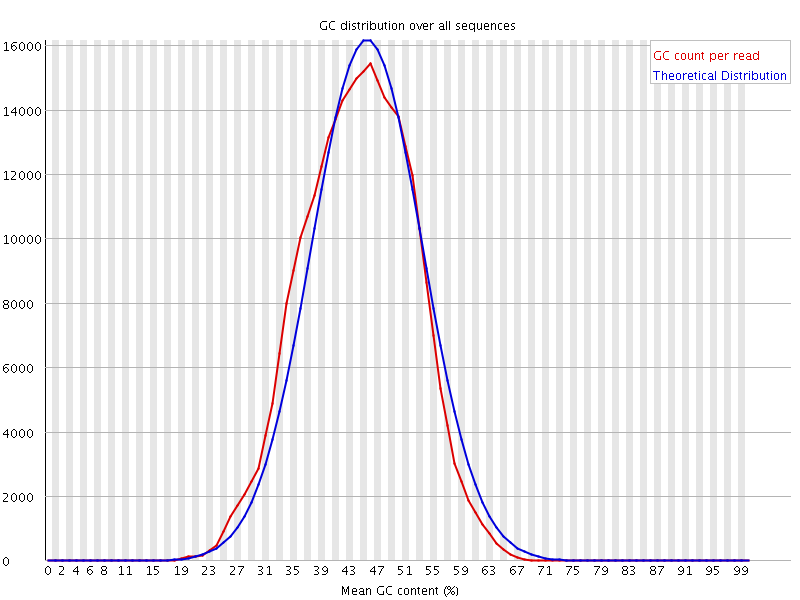 GC distribution over all sequences
GC count per read
Theoretical Distribution
16000
14000
12000
10000
8000
6000
4000
2000
0
0 2 4 6 8 11 15 19 23 27 31 35 39 43 47 51 55 59 63 67 71 75 79 83 87 91 95 99
Mean GC content (%)